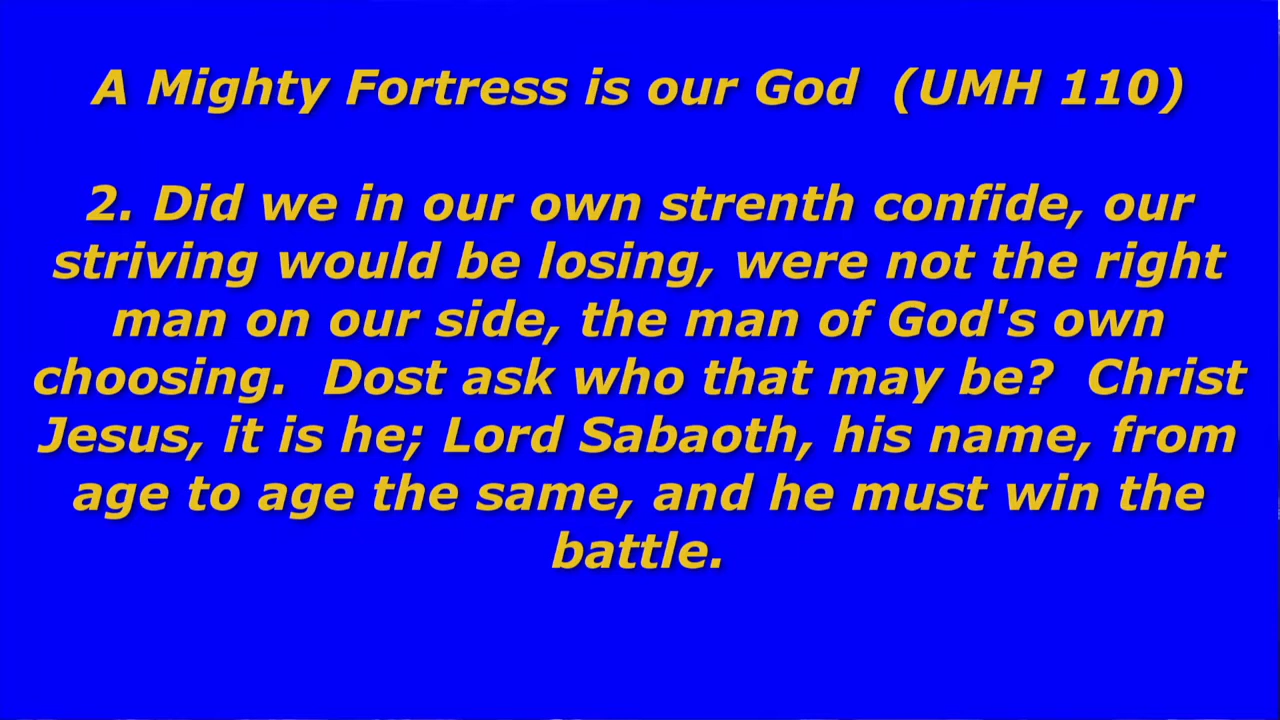 A Mighty Fortress is our God  (UMH 110)
2. Did we in our own strenth confide, our
striving would be losing, were not the right
man on our side, the man of God's own
choosing.  Dost ask who that may be?  Christ
Jesus, it is he; Lord Sabaoth, his name, from
age to age the same, and he must win the
battle.